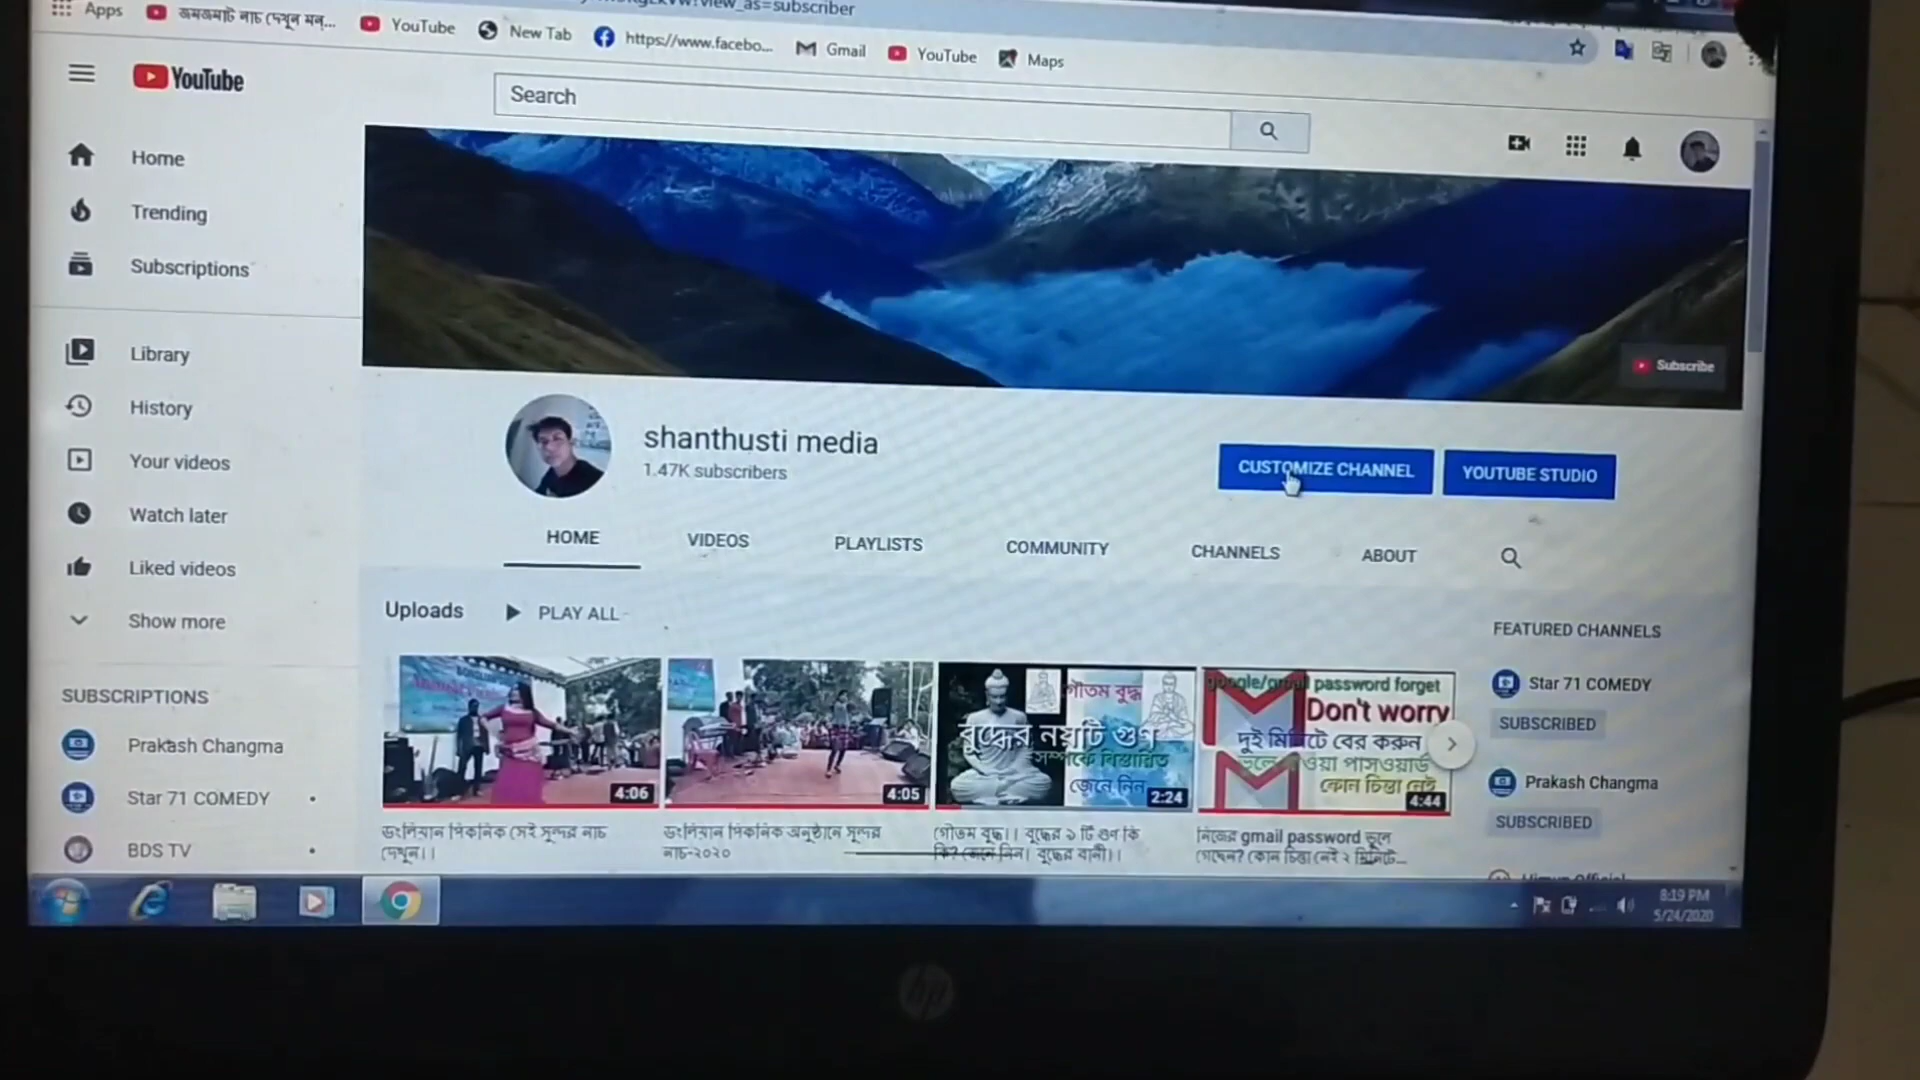 view_as=subscriber
Apps
জমজমাট নাচ দেখুন মন্...
YouTube
New Tab
https://www.facebo...
Gmail
YouTube
Maps
YouTube
Search
Home
Trending
Subscriptions
Library
History
Your videos
Watch later
Liked videos
Show more
SUBSCRIPTIONS
Prakash Changma
Star 71 COMEDY
BDS TV
Subscribe
shanthusti media
1.47K subscribers
CUSTOMIZE CHANNEL
YOUTUBE STUDIO
HOME
VIDEOS
PLAYLISTS
COMMUNITY
CHANNELS
ABOUT
Uploads
PLAY ALL
4:06
পিকনিক সেই সুন্দর নাচ
দেখুন।।
4:05
পিকনিক অনুষ্ঠানে সুন্দর
নাচ-২০২০
গৌতম বুদ্ধ
বুদ্ধের নয়টি গুণ
সম্পর্কে বিস্তারিত
জেনে নিন
2:24
গৌতম বুদ্ধ।। বুদ্ধের ৯ টি গুণ কি
কি? জেনে নিন। বুদ্ধের বানী।।
google/gmail password forget
Don't worry
দুই মিনিটে বের করুন
ভুলে যাওয়া পাসওয়ার্ড
কোন চিন্তা নেই
4:44
নিজের gmail password ভুলে
গেছেন? কোন চিন্তা নেই ২ মিনিটে...
FEATURED CHANNELS
Star 71 COMEDY
SUBSCRIBED
Prakash Changma
SUBSCRIBED
8:19 PM
5/24/2020
hp